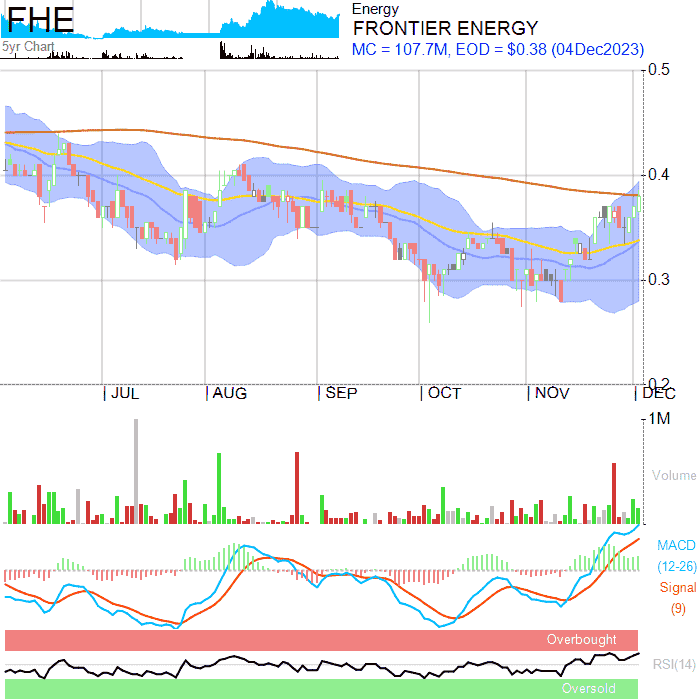 FHE
5yr Chart
Energy
FRONTIER ENERGY
MC = 107.7M, EOD = $0.38 (04Dec2023)
0.5
0.4
0.3
0.2
JUL AUG SEP OCT NOV DEC
1M
Volume
MACD
(12-26)
Signal
(9)
Overbought
RSI(14)
Oversold